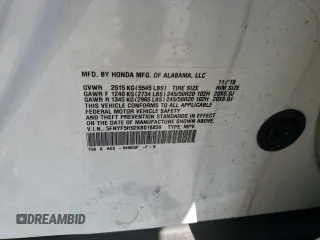 MFD. BY HONDA MFG. OF ALABAMA, LLC 11/18
GVWR 2515 KG(5545 LBS) TIRE SIZE RIM SIZE
GAWR F 1240 KG(2734 LBS) 245/50R20 102H 20X8.0J
GAWR R 1345 KG(2965 LBS) 245/50R20 102H 20X8.0J
THIS VEHICLE CONFORMS TO ALL APPLICABLE
FEDERAL MOTOR VEHICLE SAFETY AND THEFT
PREVENTION STANDARDS IN EFFECT ON THE DATE
OF MANUFACTURE SHOWN ABOVE.
V.I.N.: TYPE: MPV
AutoBidMaster